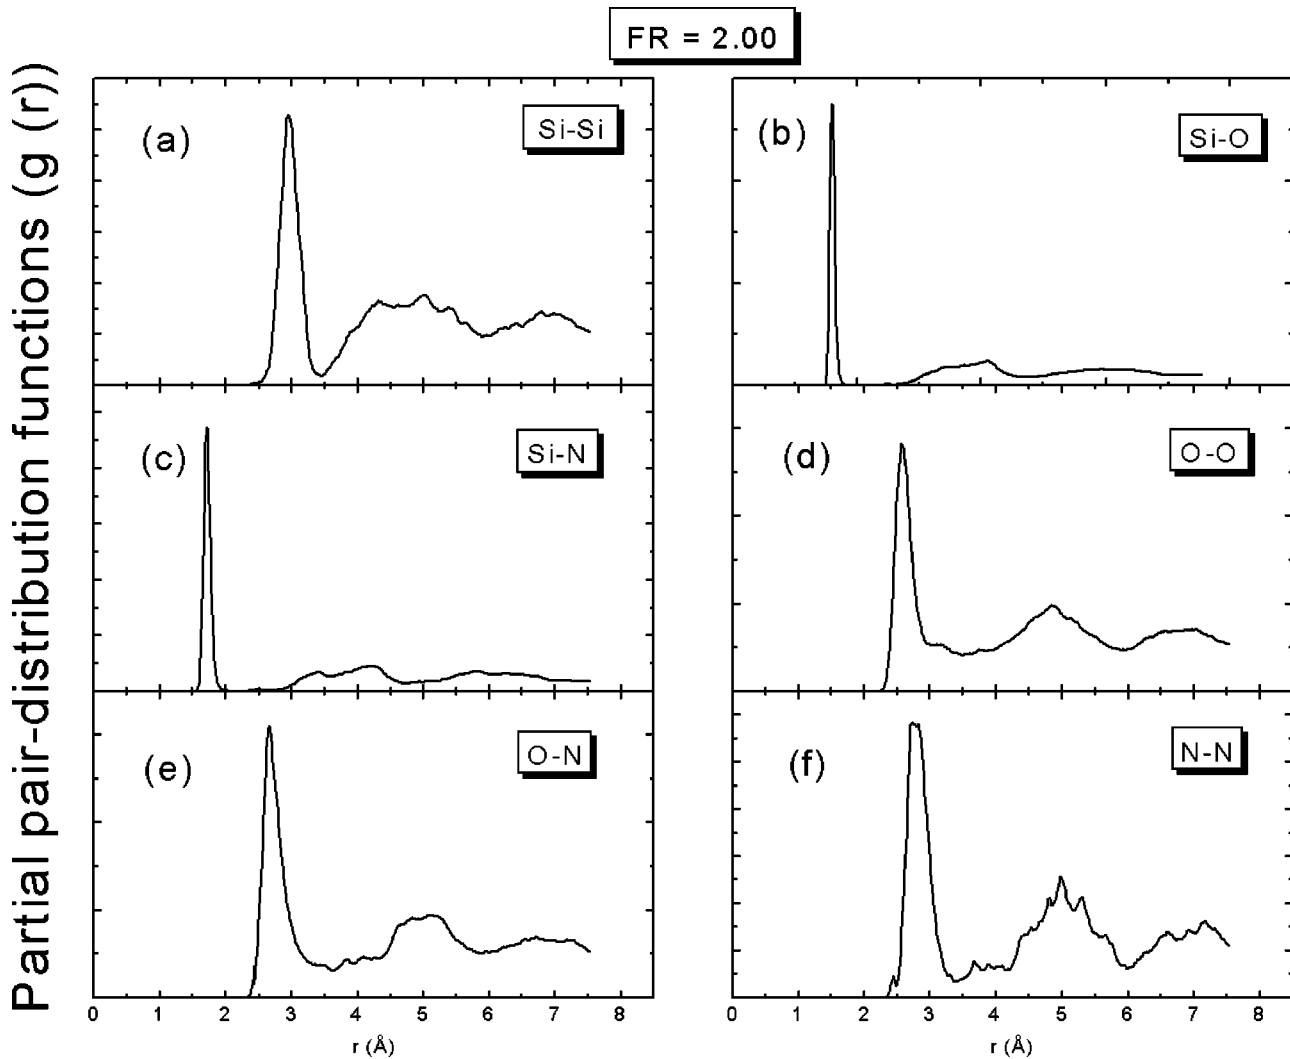 FR = 2.00
Partial pair-distribution functions (g (r))
(a)
Si-Si
(b)
Si-O
(c)
Si-N
(d)
O-O
(e)
O-N
(f)
N-N
0 1 2 3 4 5 6 7 8
0 1 2 3 4 5 6 7 8
r (Å)
r (Å)